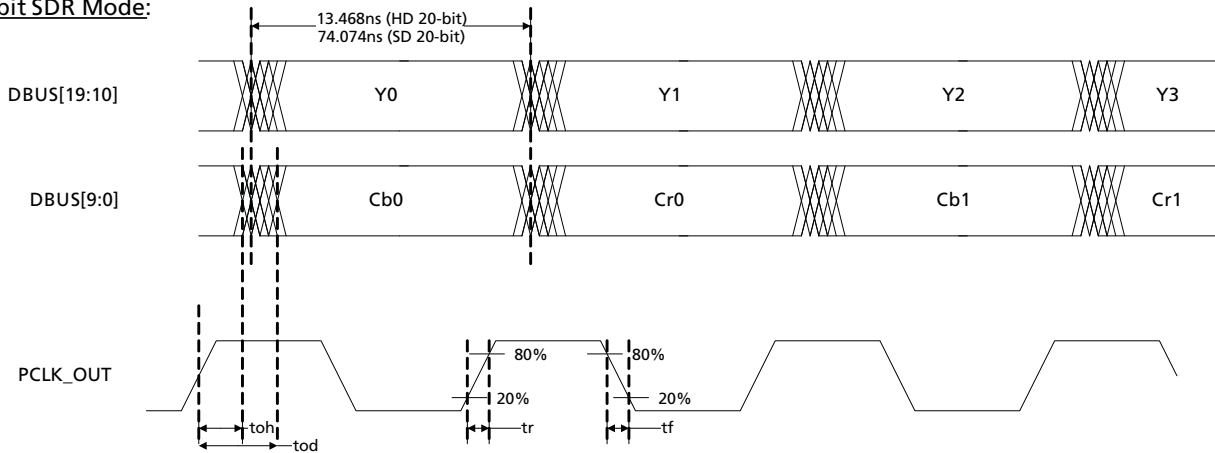 bit SDR Mode:
13.468ns (HD 20-bit)
74.074ns (SD 20-bit)
DBUS[19:10]
Y0
Y1
Y2
Y3
DBUS[9:0]
Cb0
Cr0
Cb1
Cr1
PCLK_OUT
80%
80%
20%
20%
toh
tr
tf
tod